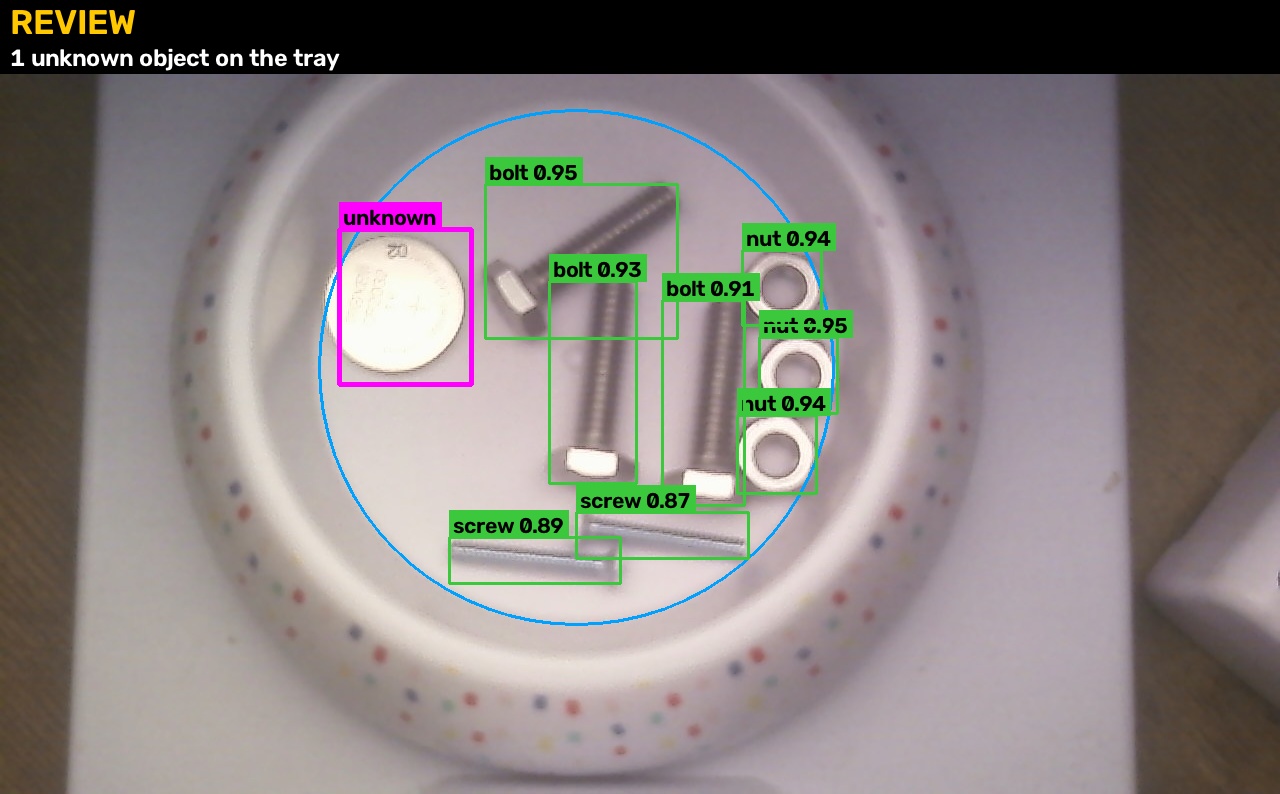 REVIEW
1 unknown object on the tray
bolt 0.95
unknown
nut 0.94
bolt 0.93
bolt 0.91
nut 0.95
nut 0.94
screw 0.87
screw 0.89